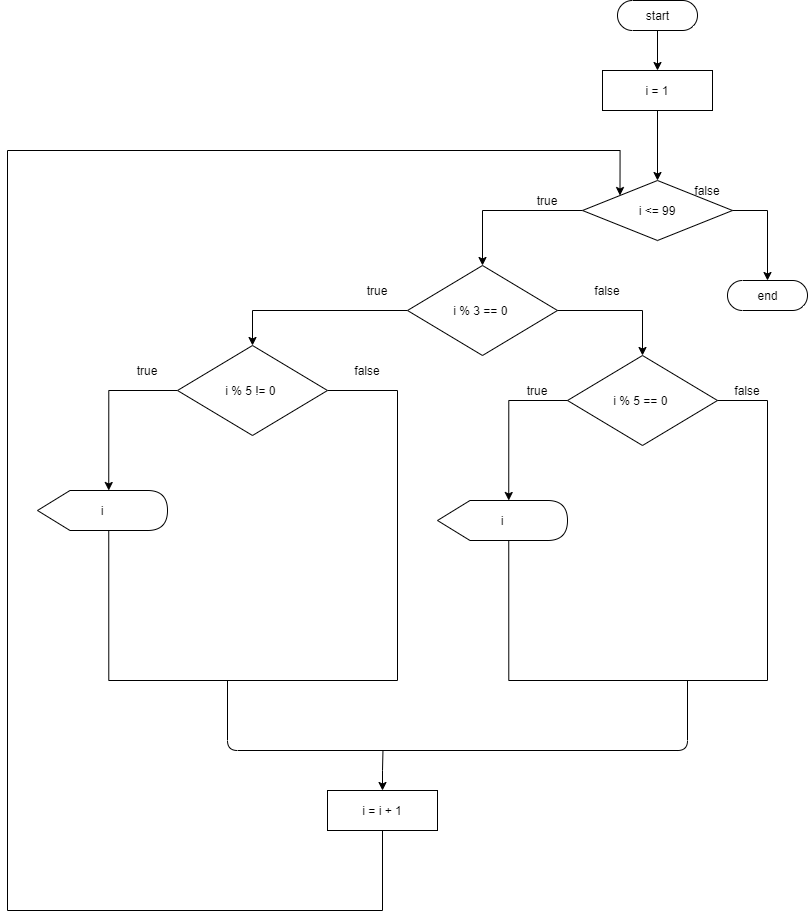 start
i = 1
i <= 99
true
false
end
i % 3 == 0
true
false
i % 5 != 0
true
false
i % 5 == 0
true
false
i
i
i = i + 1